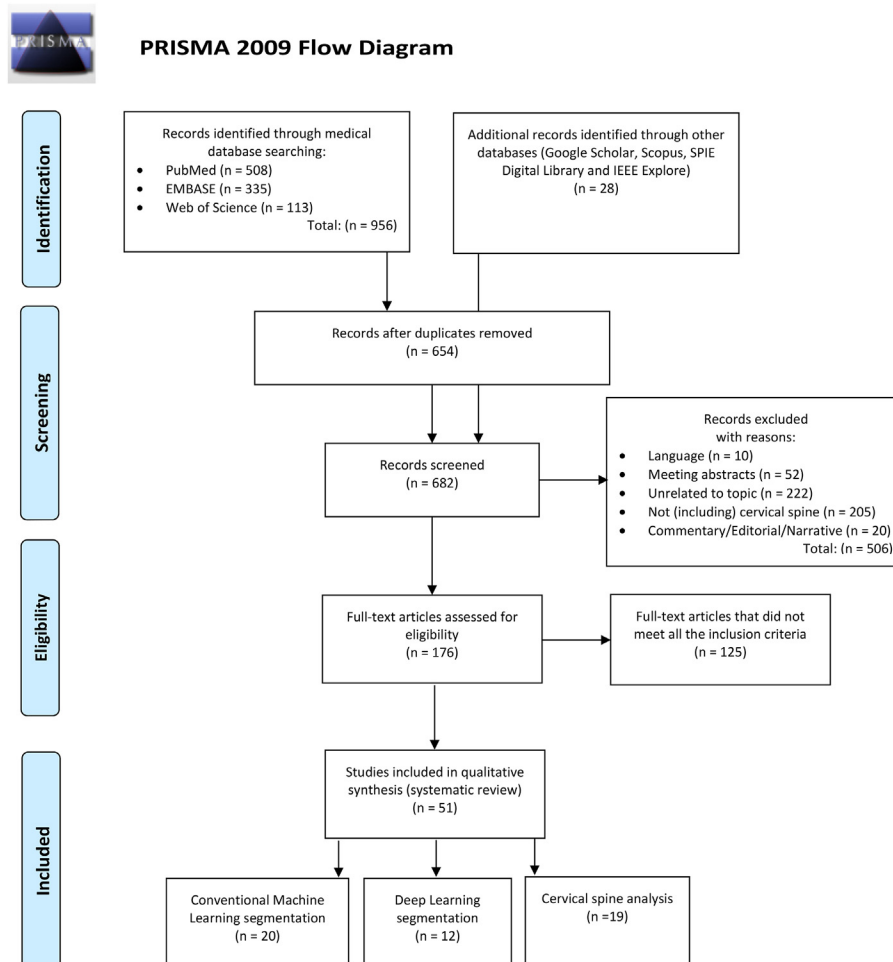 PRISMA
PRISMA 2009 Flow Diagram
Identification
Records identified through medical
database searching:
• PubMed (n = 508)
• EMBASE (n = 335)
• Web of Science (n = 113)
Total: (n = 956)
Additional records identified through other
databases (Google Scholar, Scopus, SPIE
Digital Library and IEEE Explore)
(n = 28)
Screening
Records after duplicates removed
(n = 654)
Records screened
(n = 682)
Records excluded
with reasons:
• Language (n = 10)
• Meeting abstracts (n = 52)
• Unrelated to topic (n = 222)
• Not (including) cervical spine (n = 205)
• Commentary/Editorial/Narrative (n = 20)
Total: (n = 506)
Eligibility
Full-text articles assessed for
eligibility
(n = 176)
Full-text articles that did not
meet all the inclusion criteria
(n = 125)
Included
Studies included in qualitative
synthesis (systematic review)
(n = 51)
Conventional Machine
Learning segmentation
(n = 20)
Deep Learning
segmentation
(n = 12)
Cervical spine analysis
(n =19)